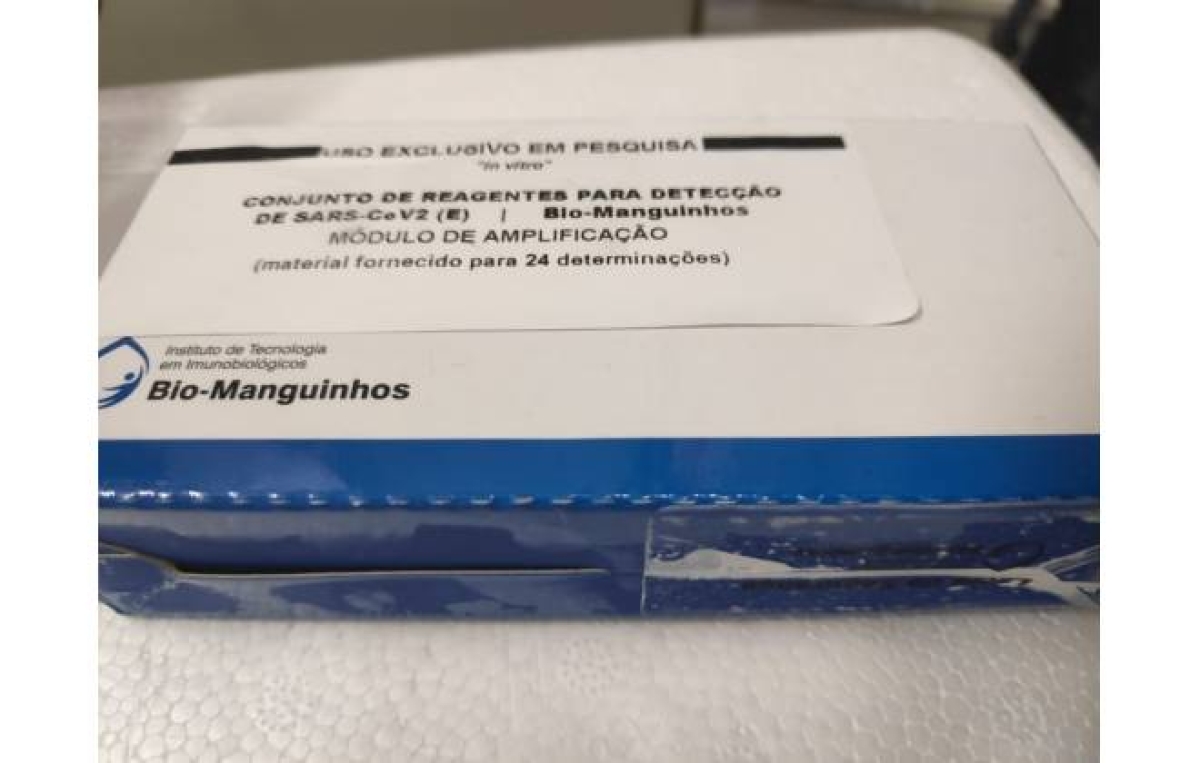 USO EXCLUSIVO EM PESQUISA
"in vitro"
CONJUNTO DE REAGENTES PARA DETECÇÃO
DE SARS-CoV2 (E) | Bio-Manguinhos
MÓDULO DE AMPLIFICAÇÃO
(material fornecido para 24 determinações)
Instituto de Tecnologia
em Imunobiológicos
Bio-Manguinhos